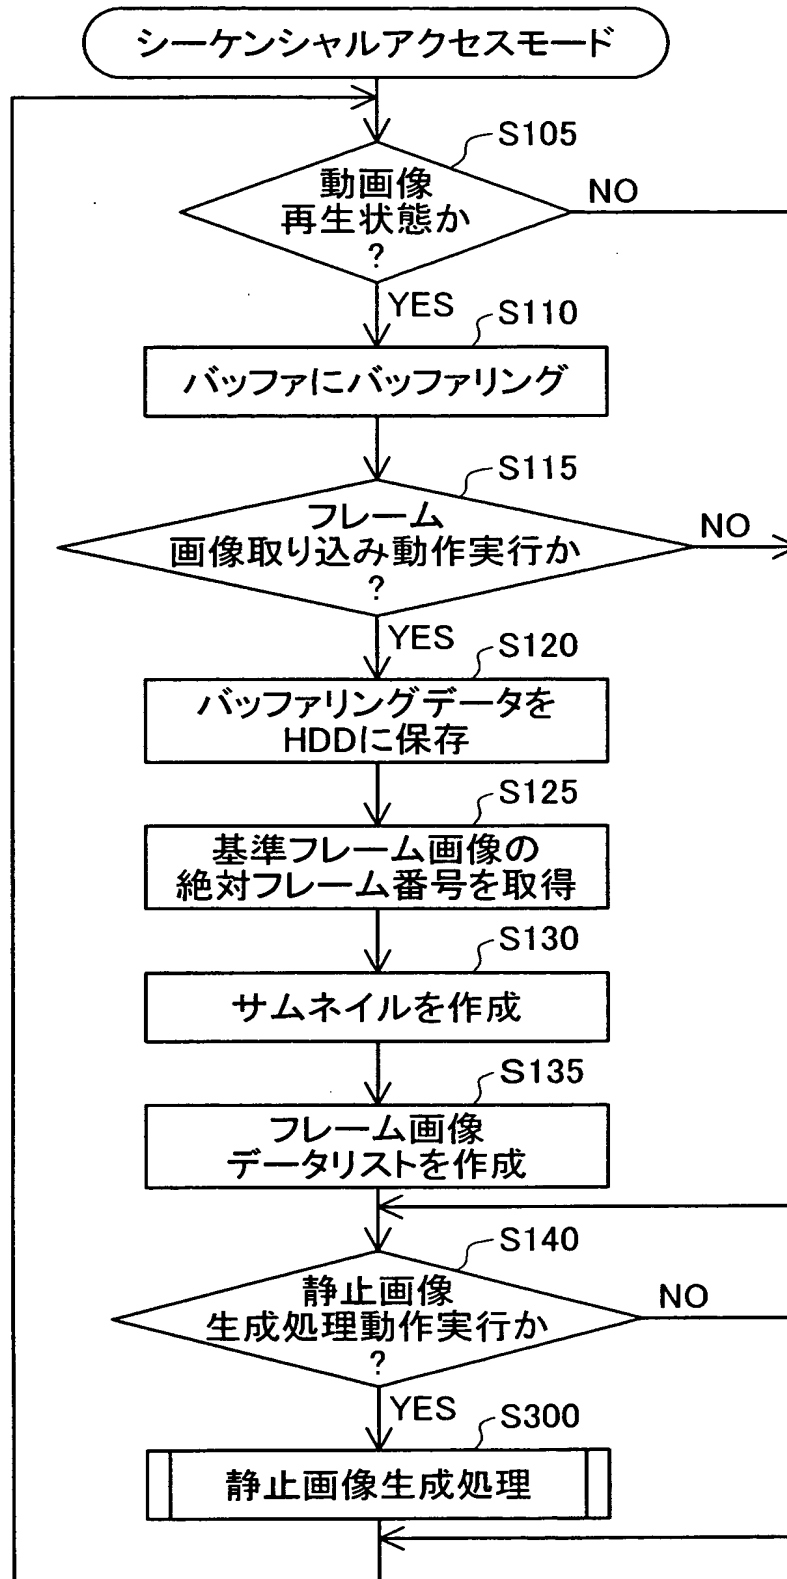 シーケンシャルアクセスモード
S105
動画像
再生状態か
?
NO
YES
S110
バッファにバッファリング
S115
フレーム
画像取り込み動作実行か
?
NO
YES
S120
バッファリングデータを
HDDに保存
S125
基準フレーム画像の
絶対フレーム番号を取得
S130
サムネイルを作成
S135
フレーム画像
データリストを作成
S140
静止画像
生成処理動作実行か
?
NO
YES
S300
静止画像生成処理